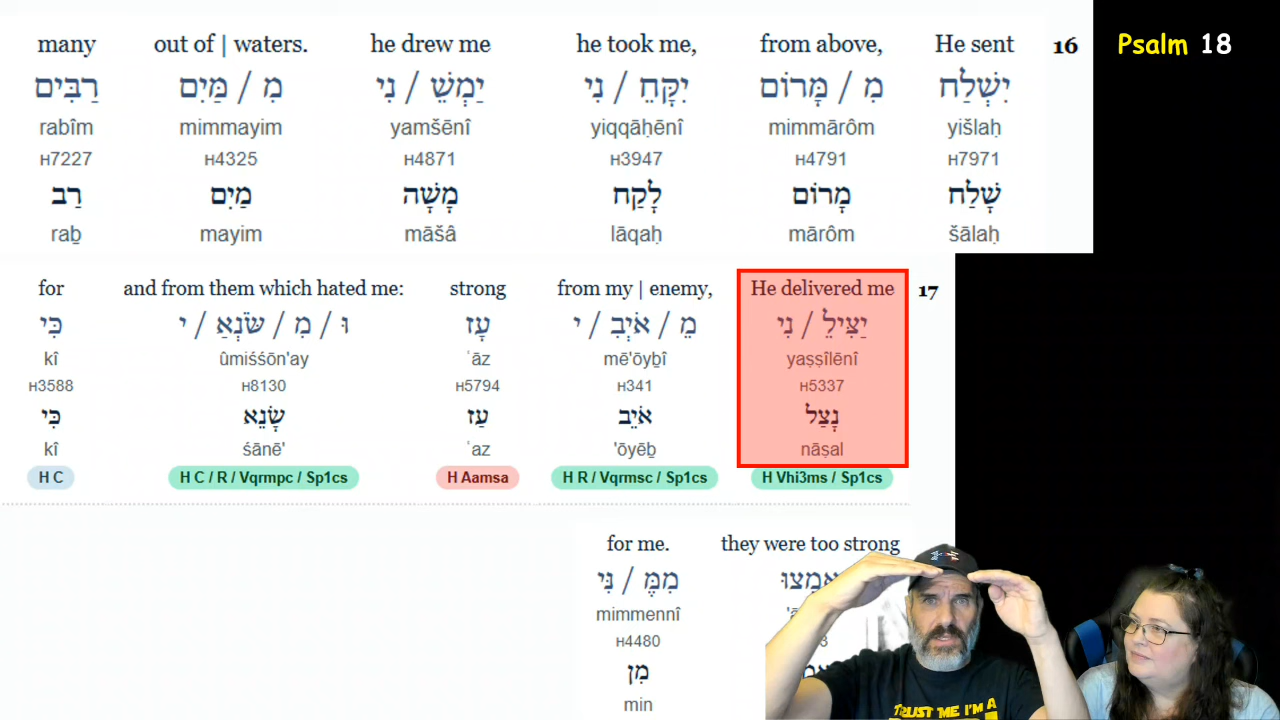 Psalm 18
16 He sent from above, he took me, he drew me out of | waters. many
יִשְׁלַח מִ / מָּרוֹם יִקָּחֵ / נִי יַמְשֵׁ / נִי מִ / מַּיִם רַבִּים
yišlaḥ mimmārôm yiqqāḥēnî yamšēnî mimmayim rabîm
H7971 H4791 H3947 H4871 H4325 H7227
שָׁלַח מָרוֹם לָקַח מָשָׁה מַיִם רַב
šālaḥ mārôm lāqaḥ māšâ mayim raḇ
17 He delivered me from my | enemy, strong and from them which hated me: for
יַצִּילֵ / נִי מֵ / אֹיְבִ / י עָז וּ / מִ / שֹּׂנְאַ / י כִּי
yaṣṣîlēnî mē'ōyḇî ʿāz ûmiśśōn'ay kî
H5337 H341 H5794 H8130 H3588
נָצַל אֹיֵב עַז שָׂנֵא כִּי
nāṣal 'ōyēḇ ʿaz śānē' kî
H Vhi3ms / Sp1cs H R / Vqrmsc / Sp1cs H Aamsa H C / R / Vqrmpc / Sp1cs H C
they were too strong for me.
מִמֶּ / נִּי
mimmennî
H4480
מִן
min
TRUST ME I'M A